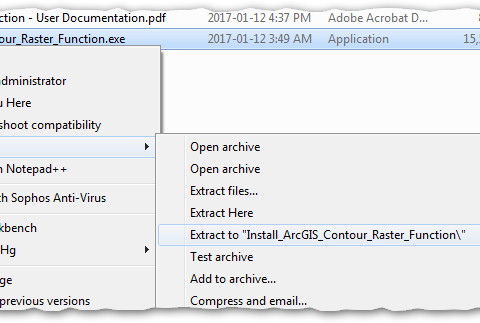 ction - User Documentation.pdf 2017-01-12 4:37 PM Adobe Acrobat D...
our_Raster_Function.exe 2017-01-12 3:49 AM Application 15,
administrator
u Here
shoot compatibility
Open archive
Notepad++
Open archive
Extract files...
th Sophos Anti-Virus
Extract Here
kbench
Extract to "Install_ArcGIS_Contour_Raster_Function\"
Hg
Test archive
ge
Add to archive...
previous versions
Compress and email...